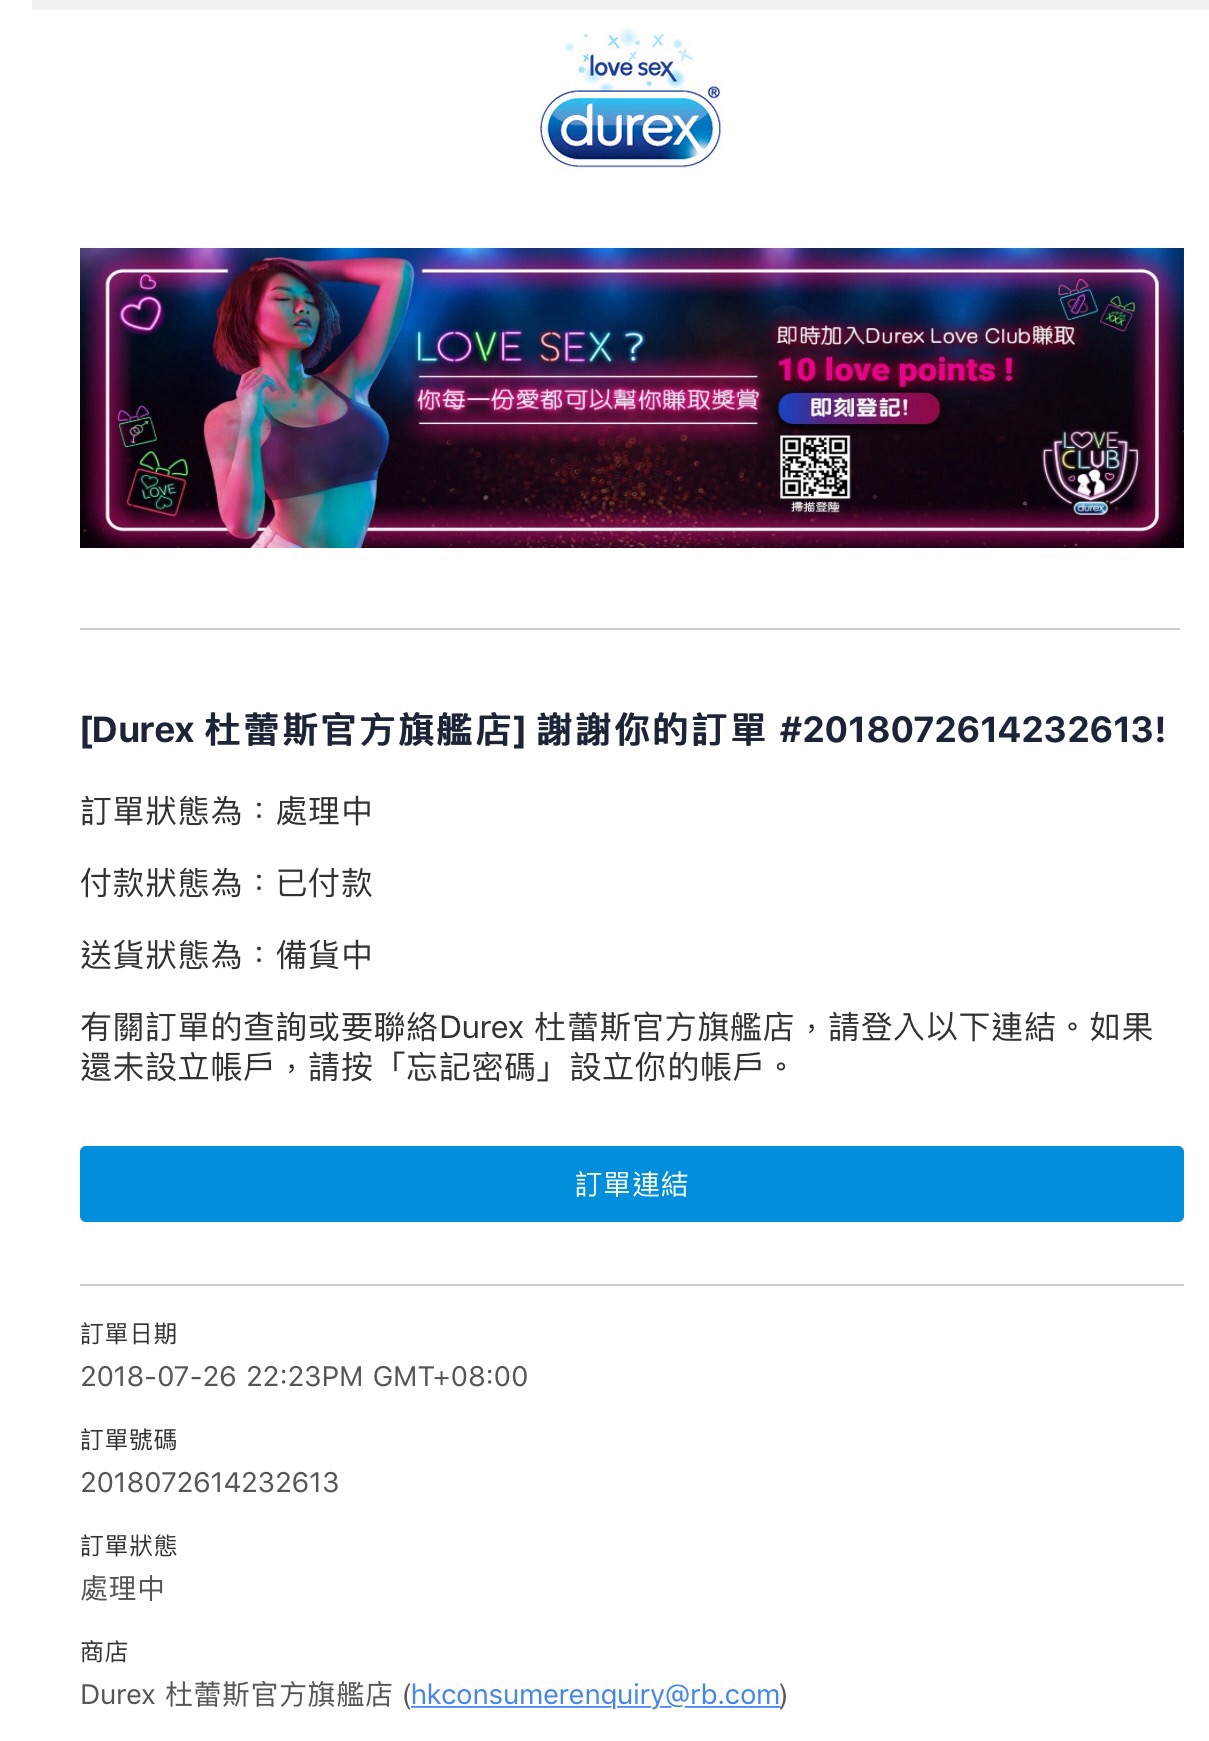 love sex
durex®
LOVE SEX?
你每一份愛都可以幫你賺取獎賞
即時加入Durex Love Club賺取
10 love points !
即刻登記!
掃描登陸
LOVE
LOVE
CLUB
durex
[Durex 杜蕾斯官方旗艦店] 謝謝你的訂單 #2018072614232613!
訂單狀態為：處理中
付款狀態為：已付款
送貨狀態為：備貨中
有關訂單的查詢或要聯絡Durex 杜蕾斯官方旗艦店，請登入以下連結。如果
還未設立帳戶，請按「忘記密碼」設立你的帳戶。
訂單連結
訂單日期
2018-07-26 22:23PM GMT+08:00
訂單號碼
2018072614232613
訂單狀態
處理中
商店
Durex 杜蕾斯官方旗艦店 (hkconsumerenquiry@rb.com)